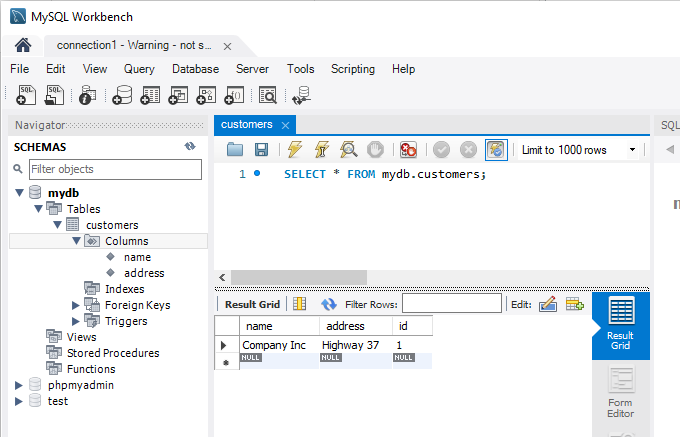 MySQL Workbench
connection1 - Warning - not s...
File Edit View Query Database Server Tools Scripting Help
SQL SQL
Navigator
SCHEMAS
Filter objects
mydb
Tables
customers
Columns
name
address
Indexes
Foreign Keys
Triggers
Views
Stored Procedures
Functions
phpmyadmin
test
customers
Limit to 1000 rows
1 SELECT * FROM mydb.customers;
Result Grid Filter Rows: Edit:
name address id
Company Inc Highway 37 1
NULL NULL NULL
Result
Grid
Form
Editor
SQL